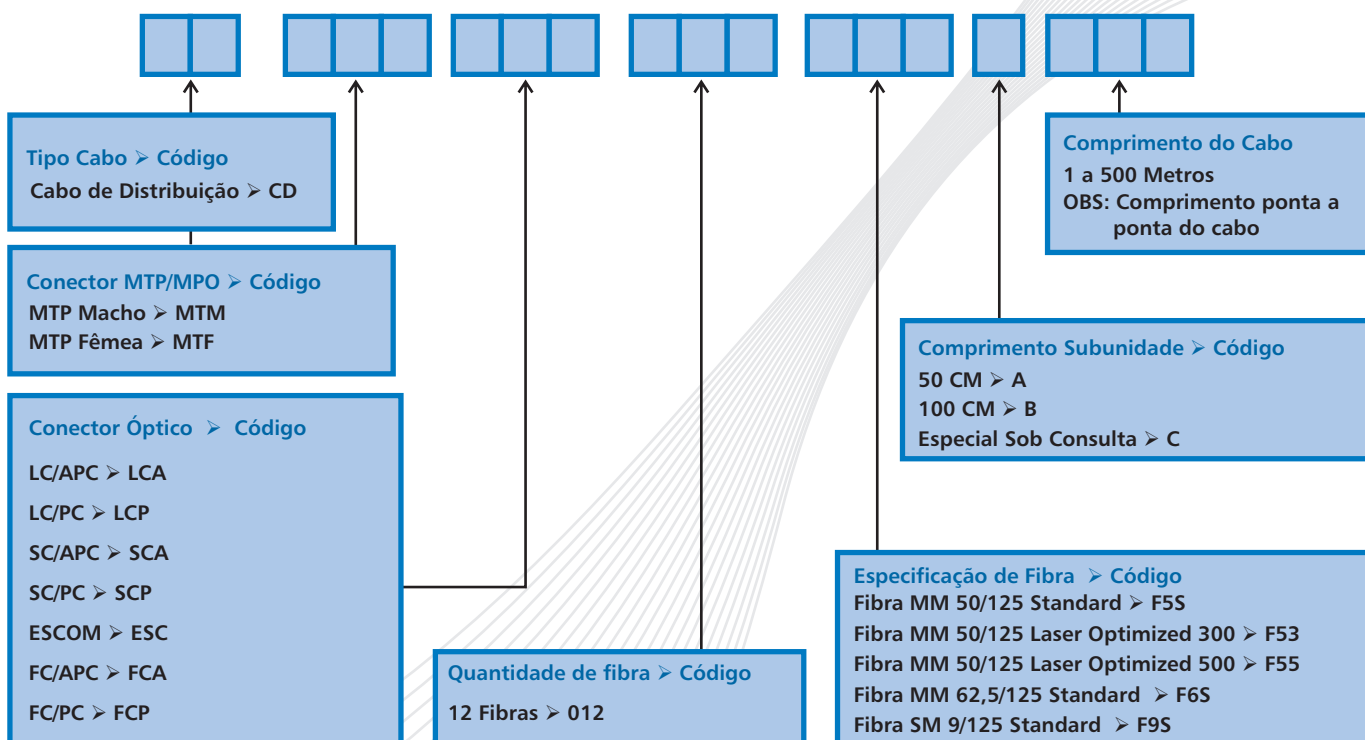 Tipo Cabo ➢ Código
Cabo de Distribuição ➢ CD
Conector MTP/MPO ➢ Código
MTP Macho ➢ MTM
MTP Fêmea ➢ MTF
Conector Óptico ➢ Código
LC/APC ➢ LCA
LC/PC ➢ LCP
SC/APC ➢ SCA
SC/PC ➢ SCP
ESCOM ➢ ESC
FC/APC ➢ FCA
FC/PC ➢ FCP
Quantidade de fibra ➢ Código
12 Fibras ➢ 012
Especificação de Fibra ➢ Código
Fibra MM 50/125 Standard ➢ F5S
Fibra MM 50/125 Laser Optimized 300 ➢ F53
Fibra MM 50/125 Laser Optimized 500 ➢ F55
Fibra MM 62,5/125 Standard ➢ F6S
Fibra SM 9/125 Standard ➢ F9S
Comprimento Subunidade ➢ Código
50 CM ➢ A
100 CM ➢ B
Especial Sob Consulta ➢ C
Comprimento do Cabo
1 a 500 Metros
OBS: Comprimento ponta a
ponta do cabo